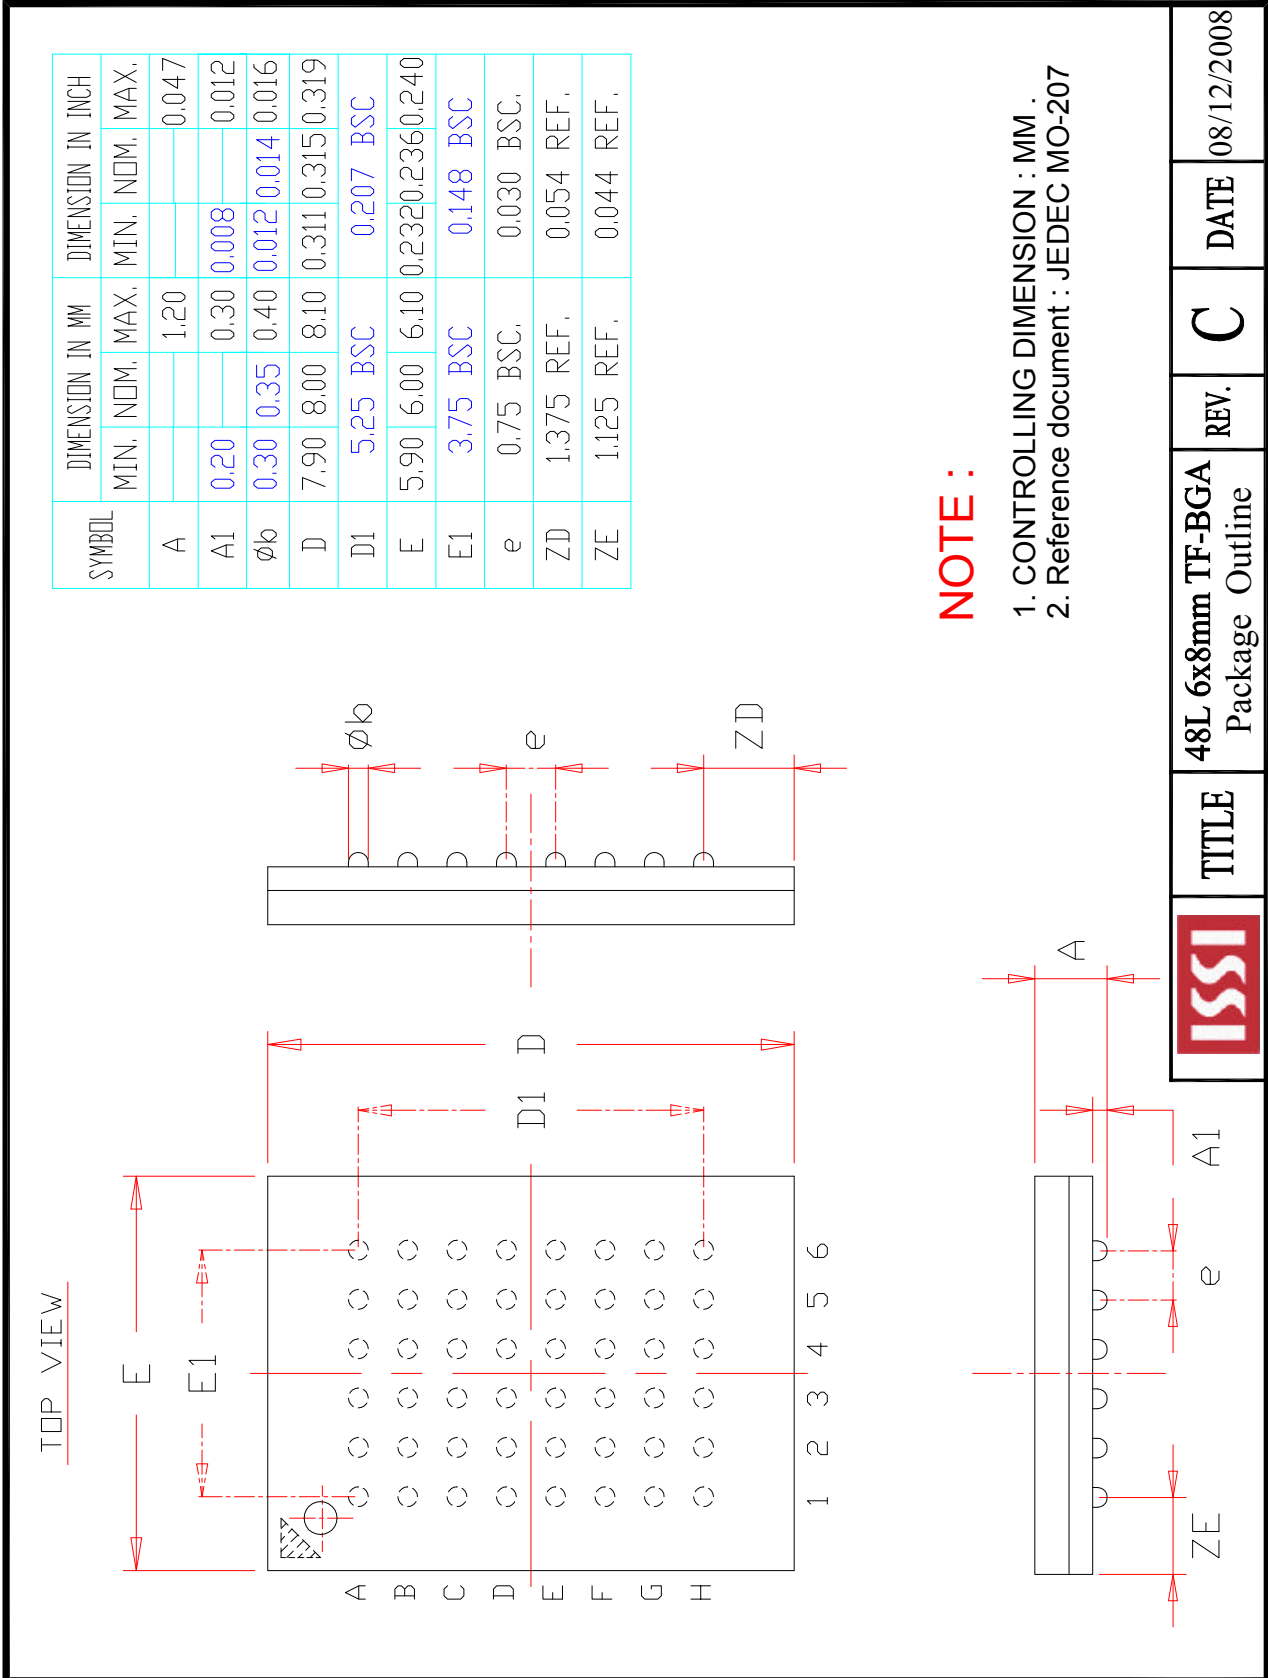 TOP VIEW
E
E1
A
B
C
D
E
F
G
H
1 2 3 4 5 6
D1
D
Øb
e
ZD
A
A1
e
ZE
SYMBOL DIMENSION IN MM DIMENSION IN INCH
MIN. NOM. MAX. MIN. NOM. MAX.
A 1.20 0.047
A1 0.20 0.30 0.008 0.012
Øb 0.30 0.35 0.40 0.012 0.014 0.016
D 7.90 8.00 8.10 0.311 0.315 0.319
D1 5.25 BSC 0.207 BSC
E 5.90 6.00 6.10 0.232 0.236 0.240
E1 3.75 BSC 0.148 BSC
e 0.75 BSC. 0.030 BSC.
ZD 1.375 REF. 0.054 REF.
ZE 1.125 REF. 0.044 REF.
NOTE :
1. CONTROLLING DIMENSION : MM .
2. Reference document : JEDEC MO-207
ISSI
TITLE
48L 6x8mm TF-BGA
Package Outline
REV.
C
DATE
08/12/2008